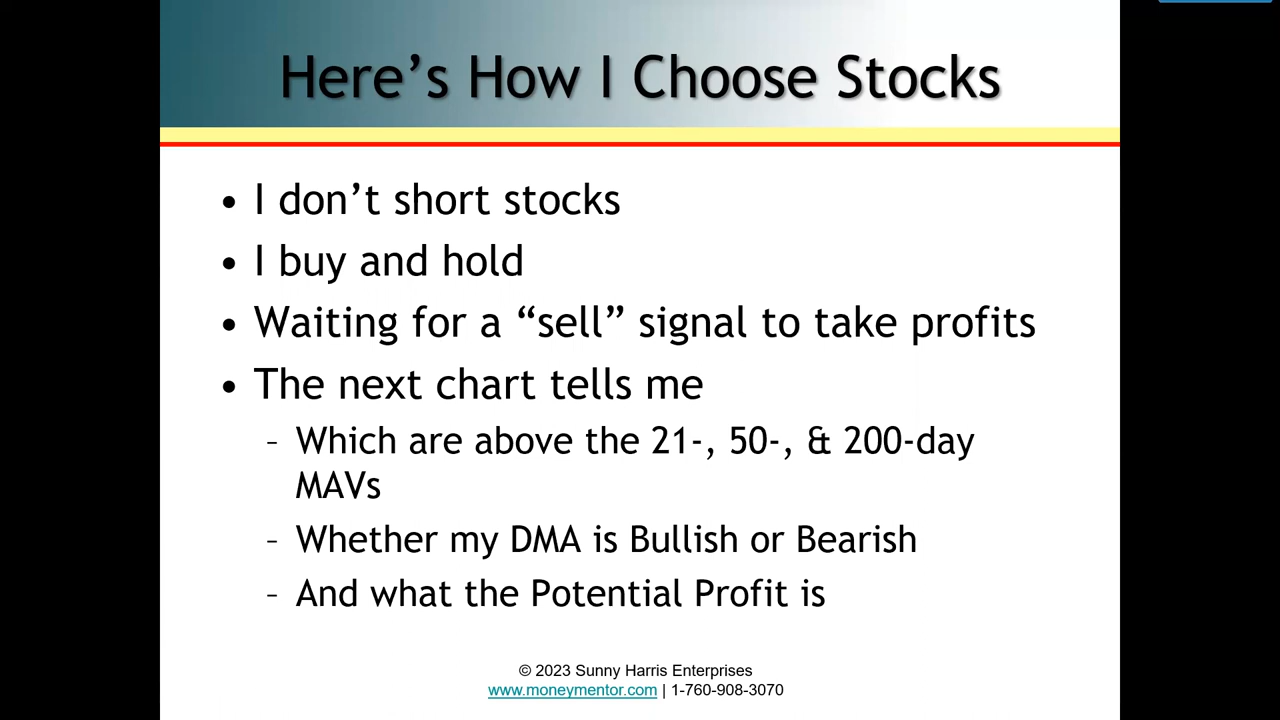 Here’s How I Choose Stocks
• I don’t short stocks
• I buy and hold
• Waiting for a “sell” signal to take profits
• The next chart tells me
– Which are above the 21-, 50-, & 200-day
MAVs
– Whether my DMA is Bullish or Bearish
– And what the Potential Profit is
© 2023 Sunny Harris Enterprises
www.moneymentor.com | 1-760-908-3070